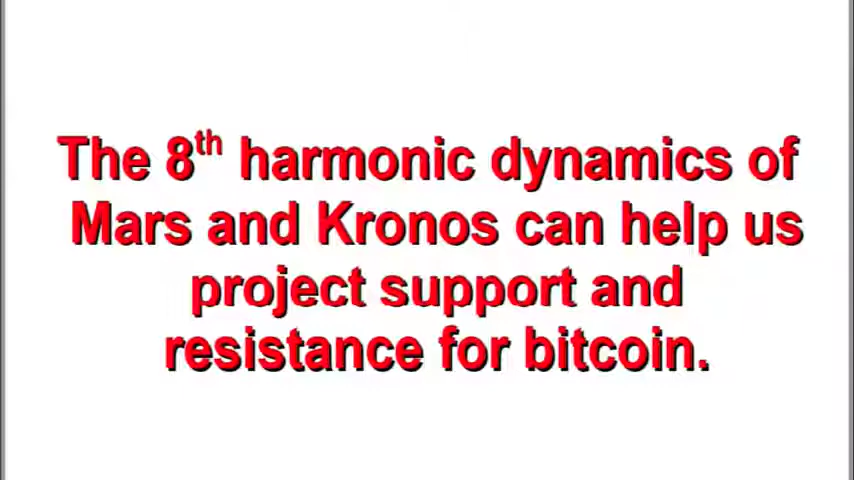 The 8th harmonic dynamics of
Mars and Kronos can help us
project support and
resistance for bitcoin.